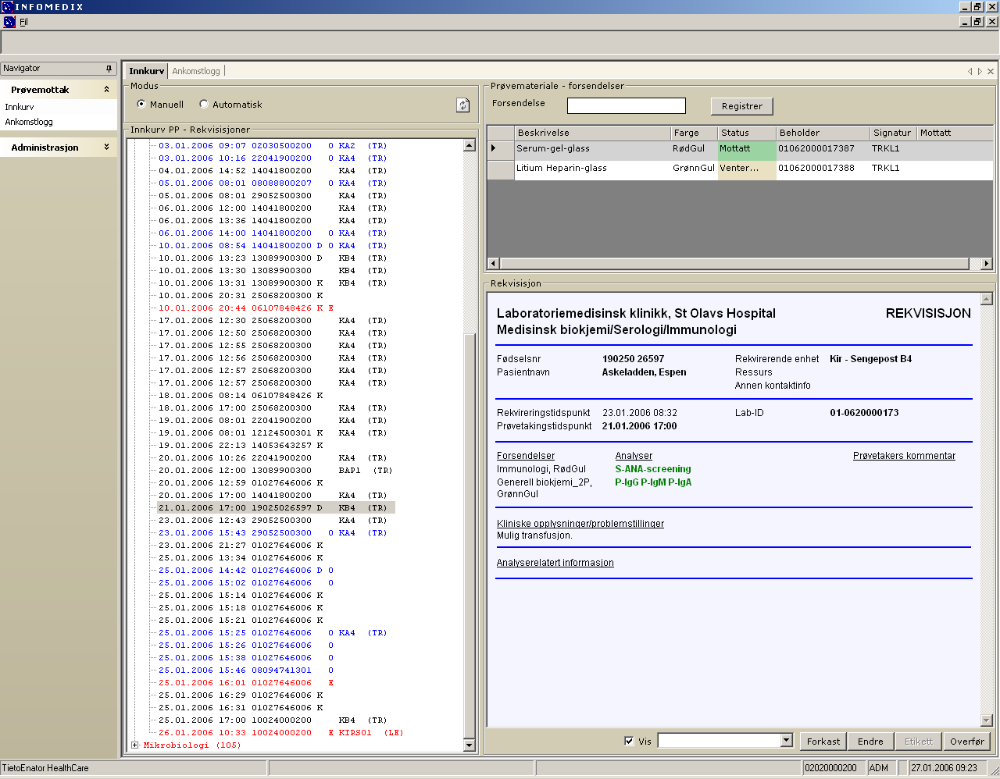 INFOMEDIX
Fil
Navigator
Prøvemottak
Innkurv
Ankomstlogg
Administrasjon
Innkurv Ankomstlogg
Modus
Manuell Automatisk
Innkurv PP - Rekvisisjoner
03.01.2006 09:07 02030500200 O KA2 (TR)
03.01.2006 10:16 22041900200 O KA4 (TR)
04.01.2006 14:52 14041800200 KA4 (TR)
05.01.2006 08:01 08088800207 O KA4 (TR)
05.01.2006 08:01 29052500300 KA4 (TR)
06.01.2006 12:00 14041800200 KA4 (TR)
06.01.2006 13:36 14041800200 KA4 (TR)
06.01.2006 14:00 14041800200 O KA4 (TR)
10.01.2006 08:54 14041800200 D O KA4 (TR)
10.01.2006 13:23 13089900300 D KB4 (TR)
10.01.2006 13:30 13089900300 KB4 (TR)
10.01.2006 13:31 13089900300 K KB4 (TR)
10.01.2006 20:31 25068200300 K
10.01.2006 20:44 06107848426 K E
17.01.2006 12:30 25068200300 KA4 (TR)
17.01.2006 12:50 25068200300 KA4 (TR)
17.01.2006 12:55 25068200300 KA4 (TR)
17.01.2006 12:56 25068200300 KA4 (TR)
17.01.2006 12:57 25068200300 KA4 (TR)
17.01.2006 12:57 25068200300 KA4 (TR)
18.01.2006 08:14 06107848426 K
18.01.2006 17:00 25068200300 KA4 (TR)
19.01.2006 08:01 22041900200 KA4 (TR)
19.01.2006 08:01 12124500301 K KA4 (TR)
19.01.2006 22:13 14053643257 K
20.01.2006 10:26 22041900200 KA4 (TR)
20.01.2006 12:00 13089900300 BAP1 (TR)
20.01.2006 12:59 01027646006 K
20.01.2006 17:00 14041800200 KA4 (TR)
21.01.2006 17:00 19025026597 D KB4 (TR)
23.01.2006 12:43 29052500300 KA4 (TR)
23.01.2006 15:43 29052500300 O KA4 (TR)
23.01.2006 21:27 01027646006 K
25.01.2006 13:34 01027646006 K
25.01.2006 14:42 01027646006 D O
25.01.2006 15:02 01027646006 O
25.01.2006 15:14 01027646006 K
25.01.2006 15:18 01027646006 K
25.01.2006 15:21 01027646006 K
25.01.2006 15:25 01027646006 O KA4 (TR)
25.01.2006 15:26 01027646006 O
25.01.2006 15:38 01027646006 O
25.01.2006 15:46 08094741301 O
25.01.2006 16:01 01027646006 E
25.01.2006 16:29 01027646006 K
25.01.2006 16:31 01027646006 K
25.01.2006 17:00 10024000200 KB4 (TR)
26.01.2006 10:33 10024000200 E KIRSO1 (LE)
Mikrobiologi (105)
Prøvemateriale - forsendelser
Forsendelse Registrer
Beskrivelse Farge Status Beholder Signatur Mottatt
Serum-gel-glass RødGul Mottatt 01062000017387 TRKL1
Litium Heparin-glass GrønnGul Venter... 01062000017388 TRKL1
Rekvisisjon
Laboratoriemedisinsk klinikk, St Olavs Hospital REKVISISJON
Medisinsk biokjemi/Serologi/Immunologi
Fødselsnr 190250 26597 Rekvirerende enhet Kir - Sengepost B4
Pasientnavn Askeladden, Espen Ressurs
Annen kontaktinfo
Rekvireringstidspunkt 23.01.2006 08:32 Lab-ID 01-0620000173
Prøvetakingstidspunkt 21.01.2006 17:00
Forsendelser Analyser Prøvetakers kommentar
Immunologi, RødGul S-ANA-screening
Generell biokjemi_2P, P-IgG P-IgM P-IgA
GrønnGul
Kliniske opplysninger/problemstillinger
Mulig transfusjon.
Analyserelatert informasjon
Vis Forkast Endre Etikett Overfør
TietoEnator HealthCare 02020000200 ADM 27.01.2006 09:23